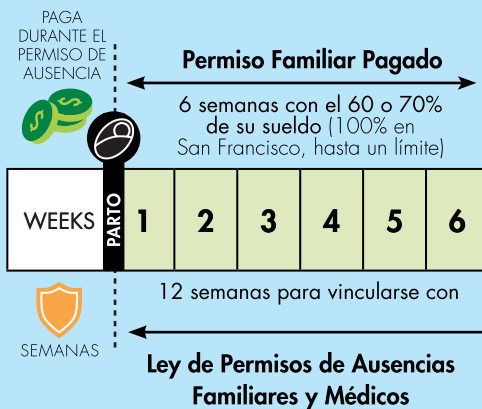 PAGA
DURANTE EL
PERMISO DE
AUSENCIA
Permiso Familiar Pagado
6 semanas con el 60 o 70%
de su sueldo (100% en
San Francisco, hasta un límite)
WEEKS
PARTO
1 2 3 4 5 6
12 semanas para vincularse con
SEMANAS
Ley de Permisos de Ausencias
Familiares y Médicos